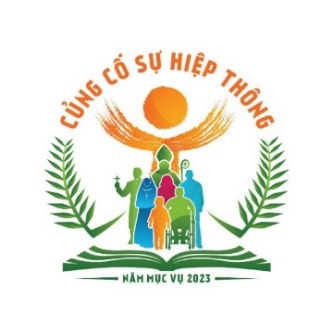 CỦNG CỐ SỰ HIỆP THÔNG
NĂM MỤC VỤ 2023